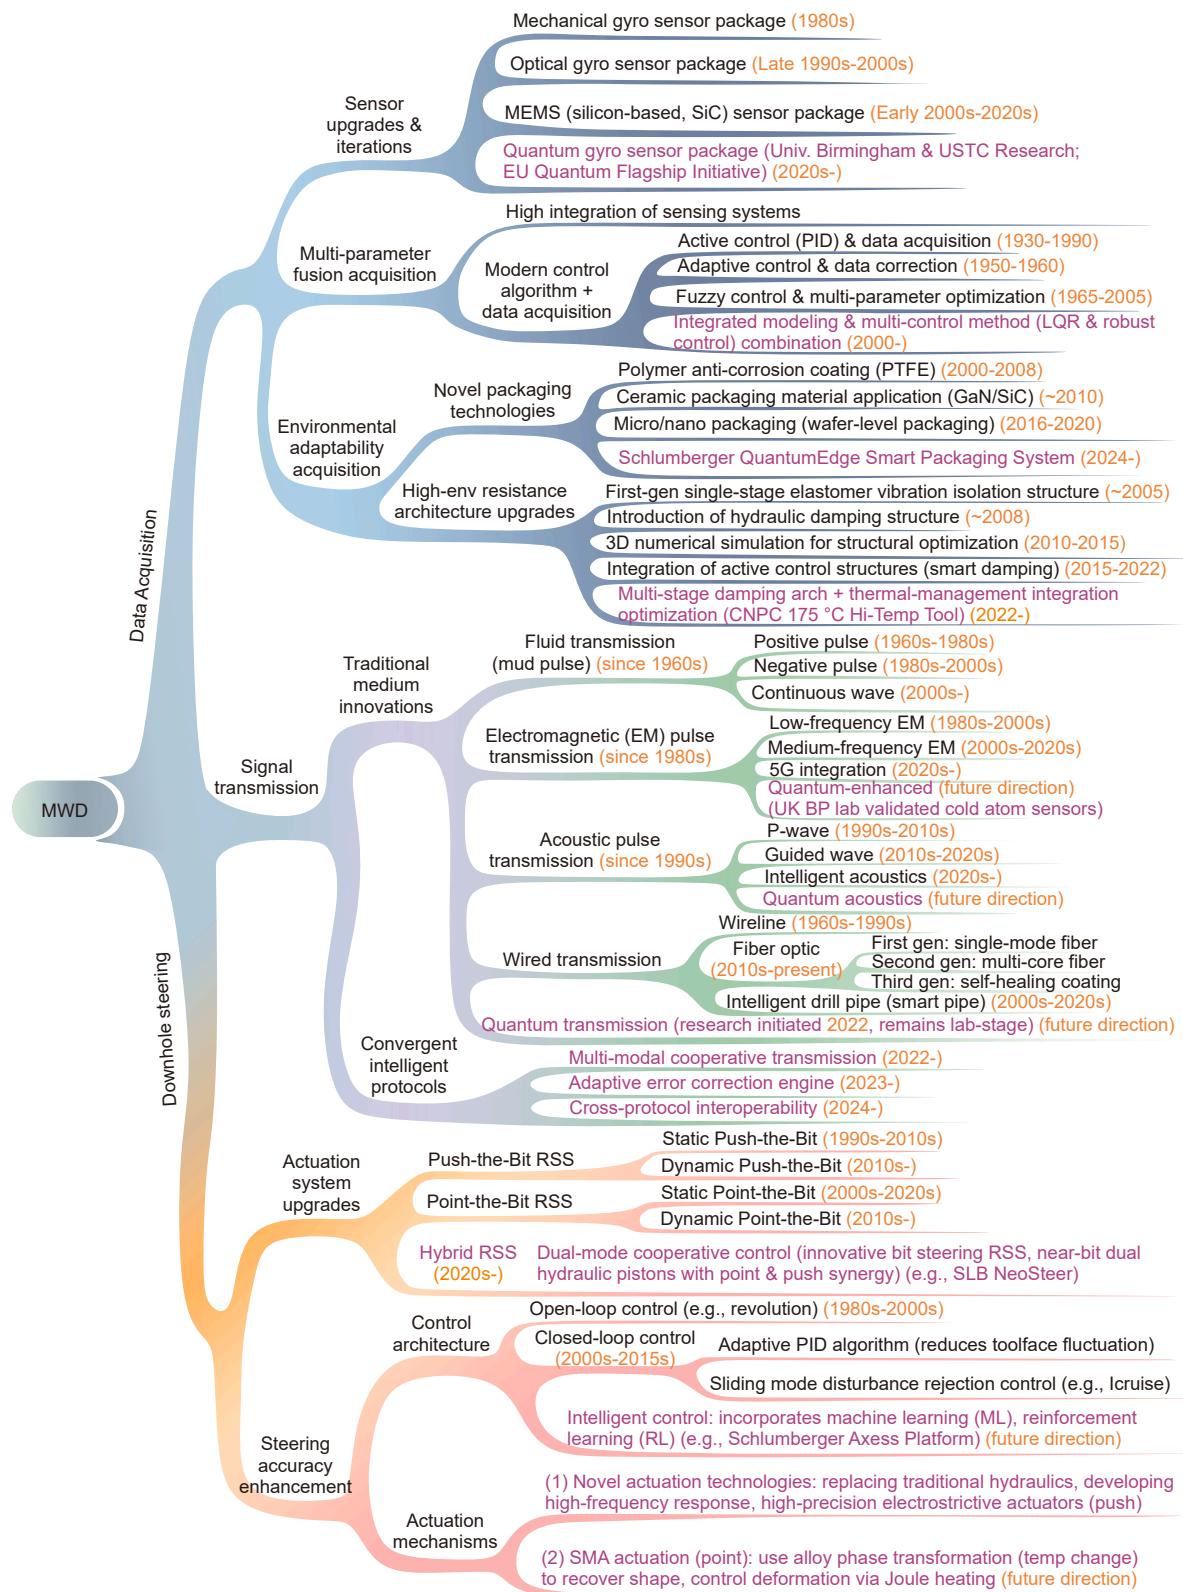 Mechanical gyro sensor package (1980s)
Optical gyro sensor package (Late 1990s-2000s)
Sensor
upgrades &
iterations
MEMS (silicon-based, SiC) sensor package (Early 2000s-2020s)
Quantum gyro sensor package (Univ. Birmingham & USTC Research;
EU Quantum Flagship Initiative) (2020s-)
High integration of sensing systems
Multi-parameter
fusion acquisition
Modern control
algorithm +
data acquisition
Active control (PID) & data acquisition (1930-1990)
Adaptive control & data correction (1950-1960)
Fuzzy control & multi-parameter optimization (1965-2005)
Integrated modeling & multi-control method (LQR & robust
control) combination (2000-)
Environmental
adaptability
acquisition
Novel packaging
technologies
Polymer anti-corrosion coating (PTFE) (2000-2008)
Ceramic packaging material application (GaN/SiC) (~2010)
Micro/nano packaging (wafer-level packaging) (2016-2020)
Schlumberger QuantumEdge Smart Packaging System (2024-)
High-env resistance
architecture upgrades
First-gen single-stage elastomer vibration isolation structure (~2005)
Introduction of hydraulic damping structure (~2008)
3D numerical simulation for structural optimization (2010-2015)
Integration of active control structures (smart damping) (2015-2022)
Multi-stage damping arch + thermal-management integration
optimization (CNPC 175 °C Hi-Temp Tool) (2022-)
Data Acquisition
MWD
Signal
transmission
Traditional
medium
innovations
Fluid transmission
(mud pulse) (since 1960s)
Positive pulse (1960s-1980s)
Negative pulse (1980s-2000s)
Continuous wave (2000s-)
Electromagnetic (EM) pulse
transmission (since 1980s)
Low-frequency EM (1980s-2000s)
Medium-frequency EM (2000s-2020s)
5G integration (2020s-)
Quantum-enhanced (future direction)
(UK BP lab validated cold atom sensors)
Acoustic pulse
transmission (since 1990s)
P-wave (1990s-2010s)
Guided wave (2010s-2020s)
Intelligent acoustics (2020s-)
Quantum acoustics (future direction)
Wired transmission
Wireline (1960s-1990s)
Fiber optic
(2010s-present)
First gen: single-mode fiber
Second gen: multi-core fiber
Third gen: self-healing coating
Intelligent drill pipe (smart pipe) (2000s-2020s)
Quantum transmission (research initiated 2022, remains lab-stage) (future direction)
Convergent
intelligent
protocols
Multi-modal cooperative transmission (2022-)
Adaptive error correction engine (2023-)
Cross-protocol interoperability (2024-)
Downhole steering
Actuation
system
upgrades
Push-the-Bit RSS
Static Push-the-Bit (1990s-2010s)
Dynamic Push-the-Bit (2010s-)
Point-the-Bit RSS
Static Point-the-Bit (2000s-2020s)
Dynamic Point-the-Bit (2010s-)
Hybrid RSS
(2020s-)
Dual-mode cooperative control (innovative bit steering RSS, near-bit dual
hydraulic pistons with point & push synergy) (e.g., SLB NeoSteer)
Steering
accuracy
enhancement
Control
architecture
Open-loop control (e.g., revolution) (1980s-2000s)
Closed-loop control
(2000s-2015s)
Adaptive PID algorithm (reduces toolface fluctuation)
Sliding mode disturbance rejection control (e.g., Icruise)
Intelligent control: incorporates machine learning (ML), reinforcement
learning (RL) (e.g., Schlumberger Axess Platform) (future direction)
Actuation
mechanisms
(1) Novel actuation technologies: replacing traditional hydraulics, developing
high-frequency response, high-precision electrostrictive actuators (push)
(2) SMA actuation (point): use alloy phase transformation (temp change)
to recover shape, control deformation via Joule heating (future direction)